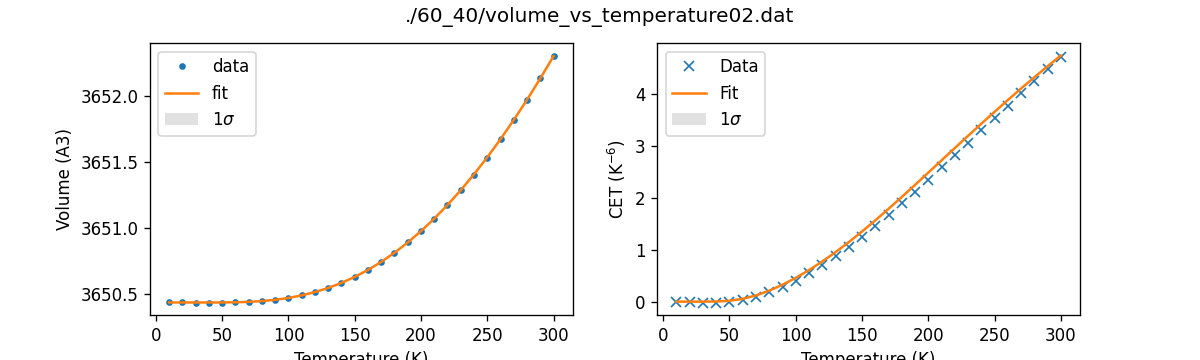 ./60_40/volume_vs_temperature02.dat
data
fit
1σ
3652.0
3651.5
3651.0
3650.5
Volume (A3)
0 50 100 150 200 250 300
Temperature (K)
Data
Fit
1σ
4
3
2
1
0
CET (K⁻⁶)
0 50 100 150 200 250 300
Temperature (K)